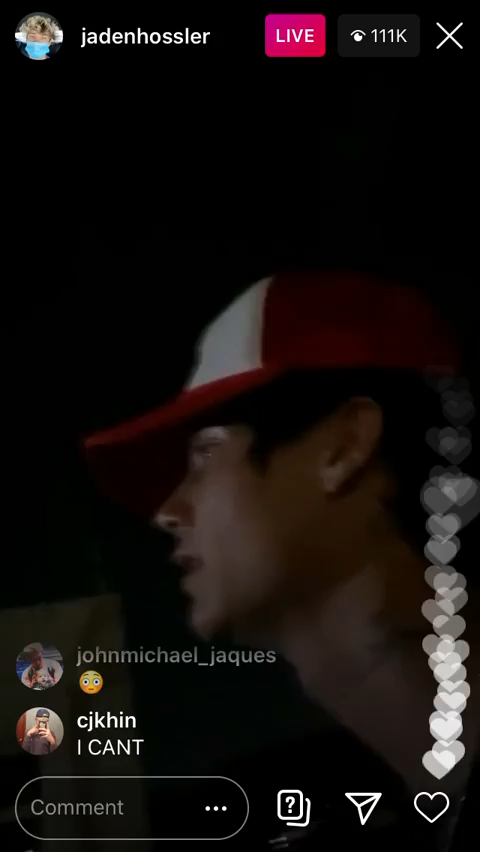 jadenhossler
LIVE
111K
johnmichael_jaques
😳
cjkhin
I CANT
Comment